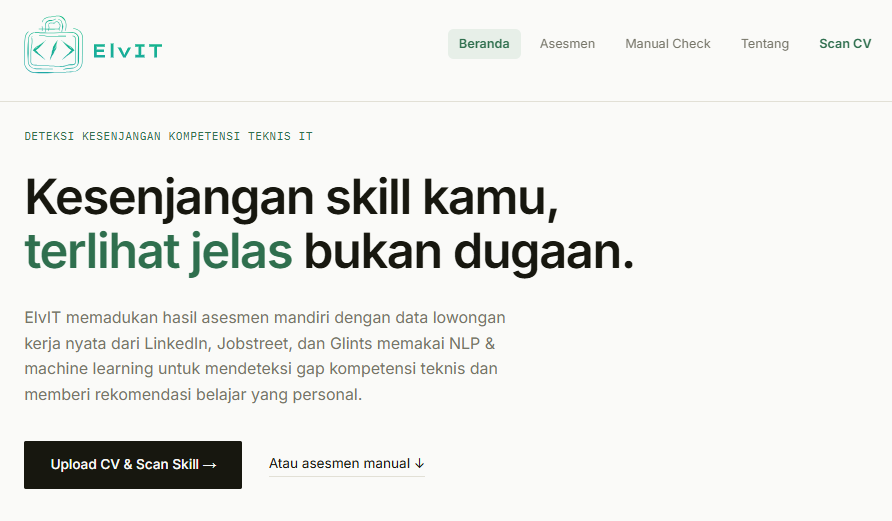 ElvIT
Beranda
Asesmen
Manual Check
Tentang
Scan CV
DETEKSI KESENJANGAN KOMPETENSI TEKNIS IT
Kesenjangan skill kamu,
terlihat jelas bukan dugaan.
ElvIT memadukan hasil asesmen mandiri dengan data lowongan
kerja nyata dari LinkedIn, Jobstreet, dan Glints memakai NLP &
machine learning untuk mendeteksi gap kompetensi teknis dan
memberi rekomendasi belajar yang personal.
Upload CV & Scan Skill →
Atau asesmen manual ↓